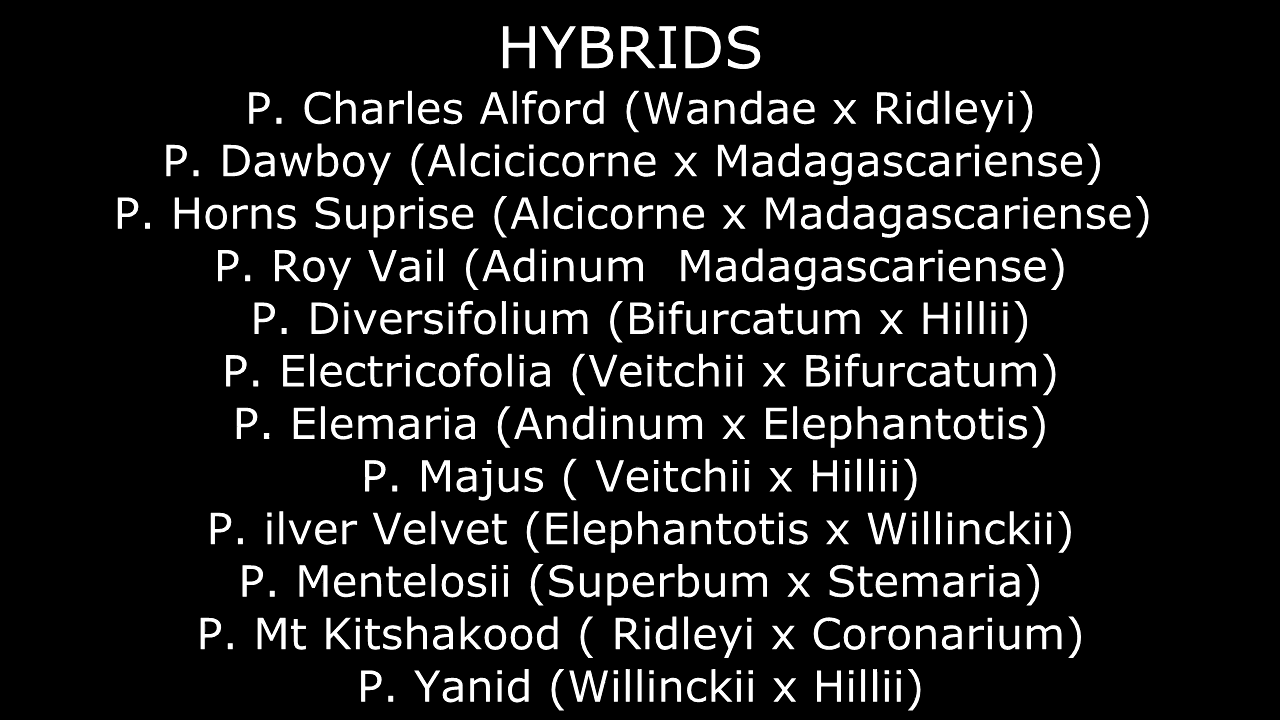 HYBRIDS
P. Charles Alford (Wandae x Ridleyi)
P. Dawboy (Alcicicorne x Madagascariense)
P. Horns Suprise (Alcicorne x Madagascariense)
P. Roy Vail (Adinum  Madagascariense)
P. Diversifolium (Bifurcatum x Hillii)
P. Electricofolia (Veitchii x Bifurcatum)
P. Elemaria (Andinum x Elephantotis)
P. Majus ( Veitchii x Hillii)
P. ilver Velvet (Elephantotis x Willinckii)
P. Mentelosii (Superbum x Stemaria)
P. Mt Kitshakood ( Ridleyi x Coronarium)
P. Yanid (Willinckii x Hillii)